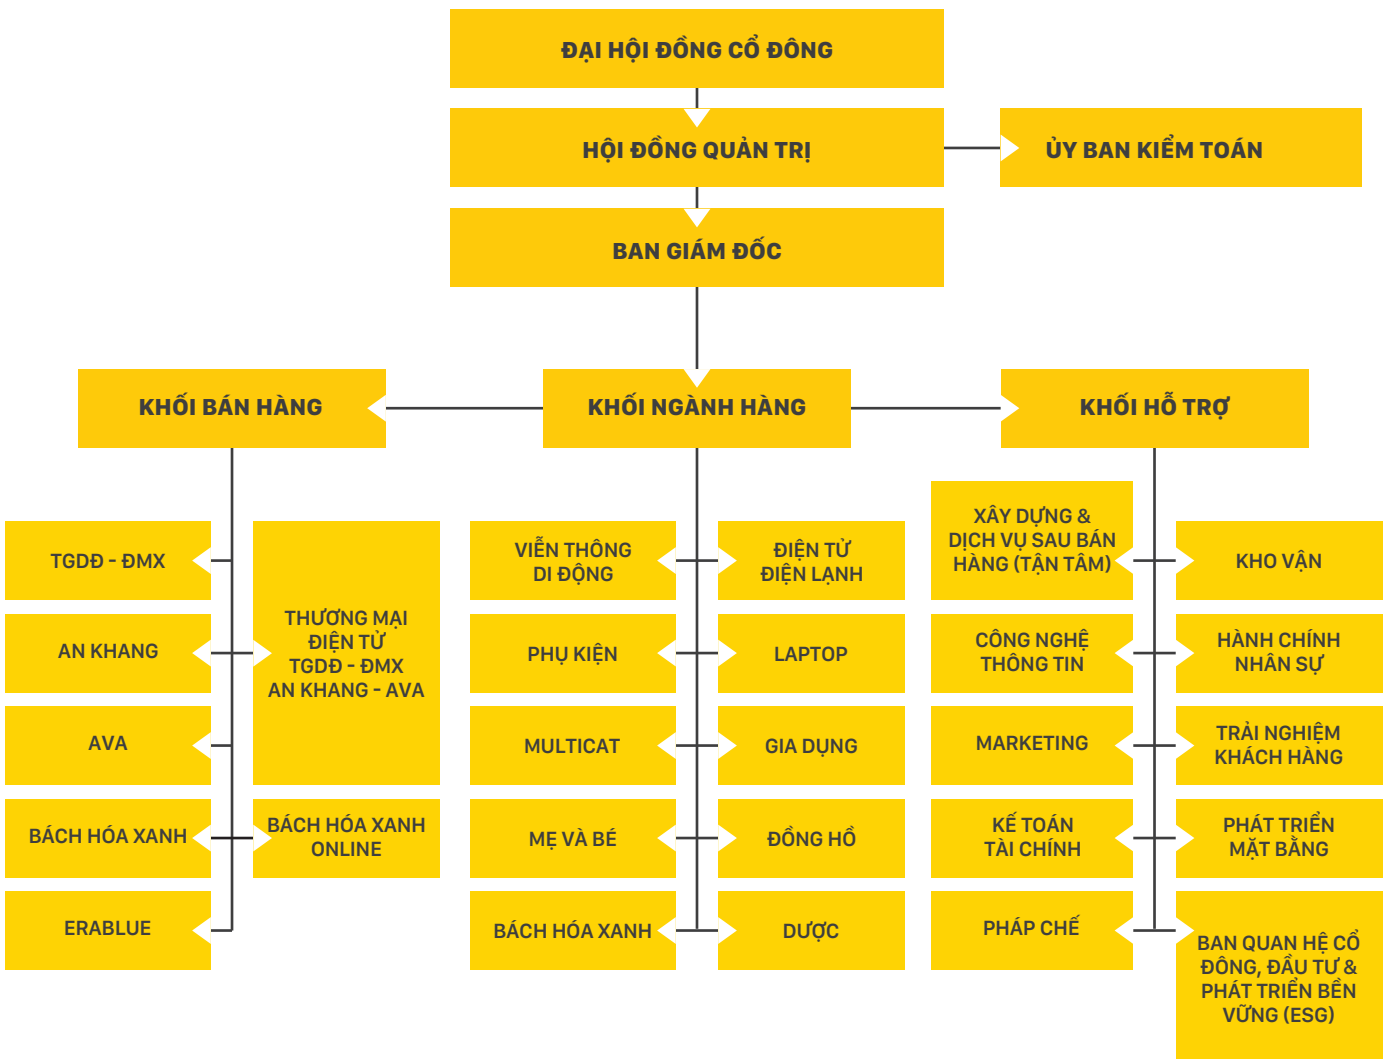 ĐẠI HỘI ĐỒNG CỔ ĐÔNG
HỘI ĐỒNG QUẢN TRỊ
ỦY BAN KIỂM TOÁN
BAN GIÁM ĐỐC
KHỐI BÁN HÀNG
KHỐI NGÀNH HÀNG
KHỐI HỖ TRỢ
TGDĐ - ĐMX
AN KHANG
AVA
BÁCH HÓA XANH
ERABLUE
THƯƠNG MẠI
ĐIỆN TỬ
TGDĐ - ĐMX
AN KHANG - AVA
BÁCH HÓA XANH
ONLINE
VIỄN THÔNG
DI ĐỘNG
PHỤ KIỆN
MULTICAT
MẸ VÀ BÉ
BÁCH HÓA XANH
ĐIỆN TỬ
ĐIỆN LẠNH
LAPTOP
GIA DỤNG
ĐỒNG HỒ
DƯỢC
XÂY DỰNG &
DỊCH VỤ SAU BÁN
HÀNG (TẬN TÂM)
CÔNG NGHỆ
THÔNG TIN
MARKETING
KẾ TOÁN
TÀI CHÍNH
PHÁP CHẾ
KHO VẬN
HÀNH CHÍNH
NHÂN SỰ
TRẢI NGHIỆM
KHÁCH HÀNG
PHÁT TRIỂN
MẶT BẰNG
BAN QUAN HỆ CỔ
ĐÔNG, ĐẦU TƯ &
PHÁT TRIỂN BỀN
VỮNG (ESG)